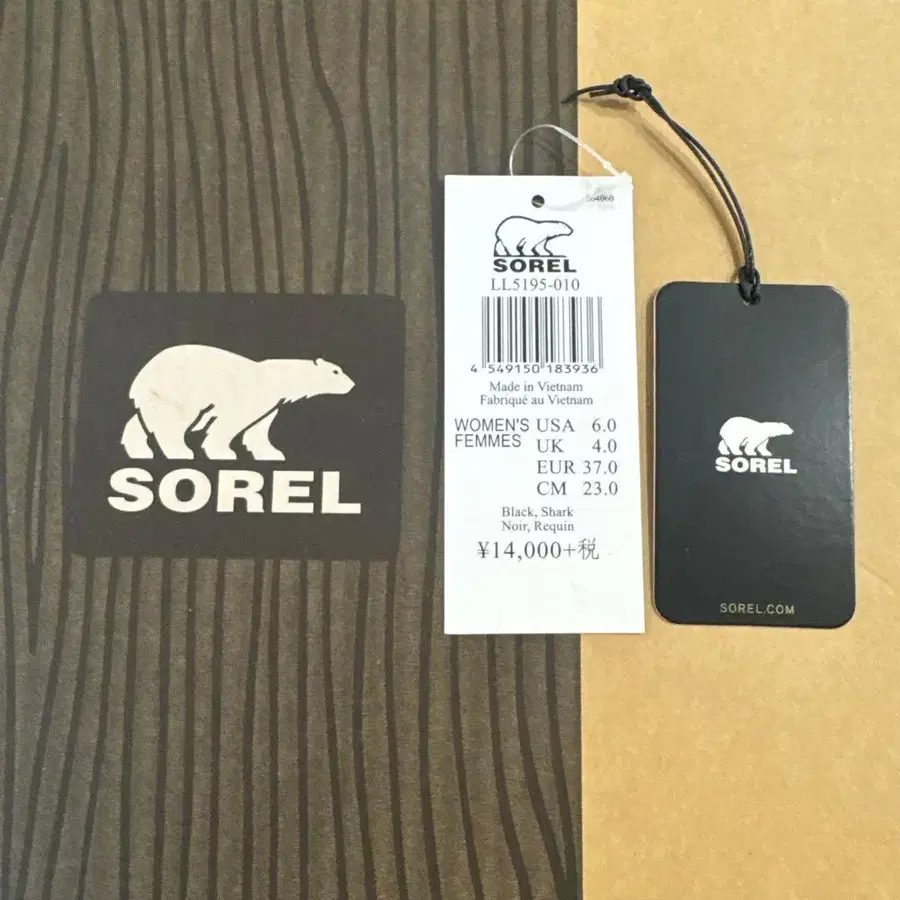 SOREL
SOREL
LL5195-010
4 549150 183936
Made in Vietnam
Fabriqué au Vietnam
WOMEN'S
FEMMES
USA 6.0
UK 4.0
EUR 37.0
CM 23.0
Black, Shark
Noir, Requin
¥14,000+税
SOREL
SOREL.COM